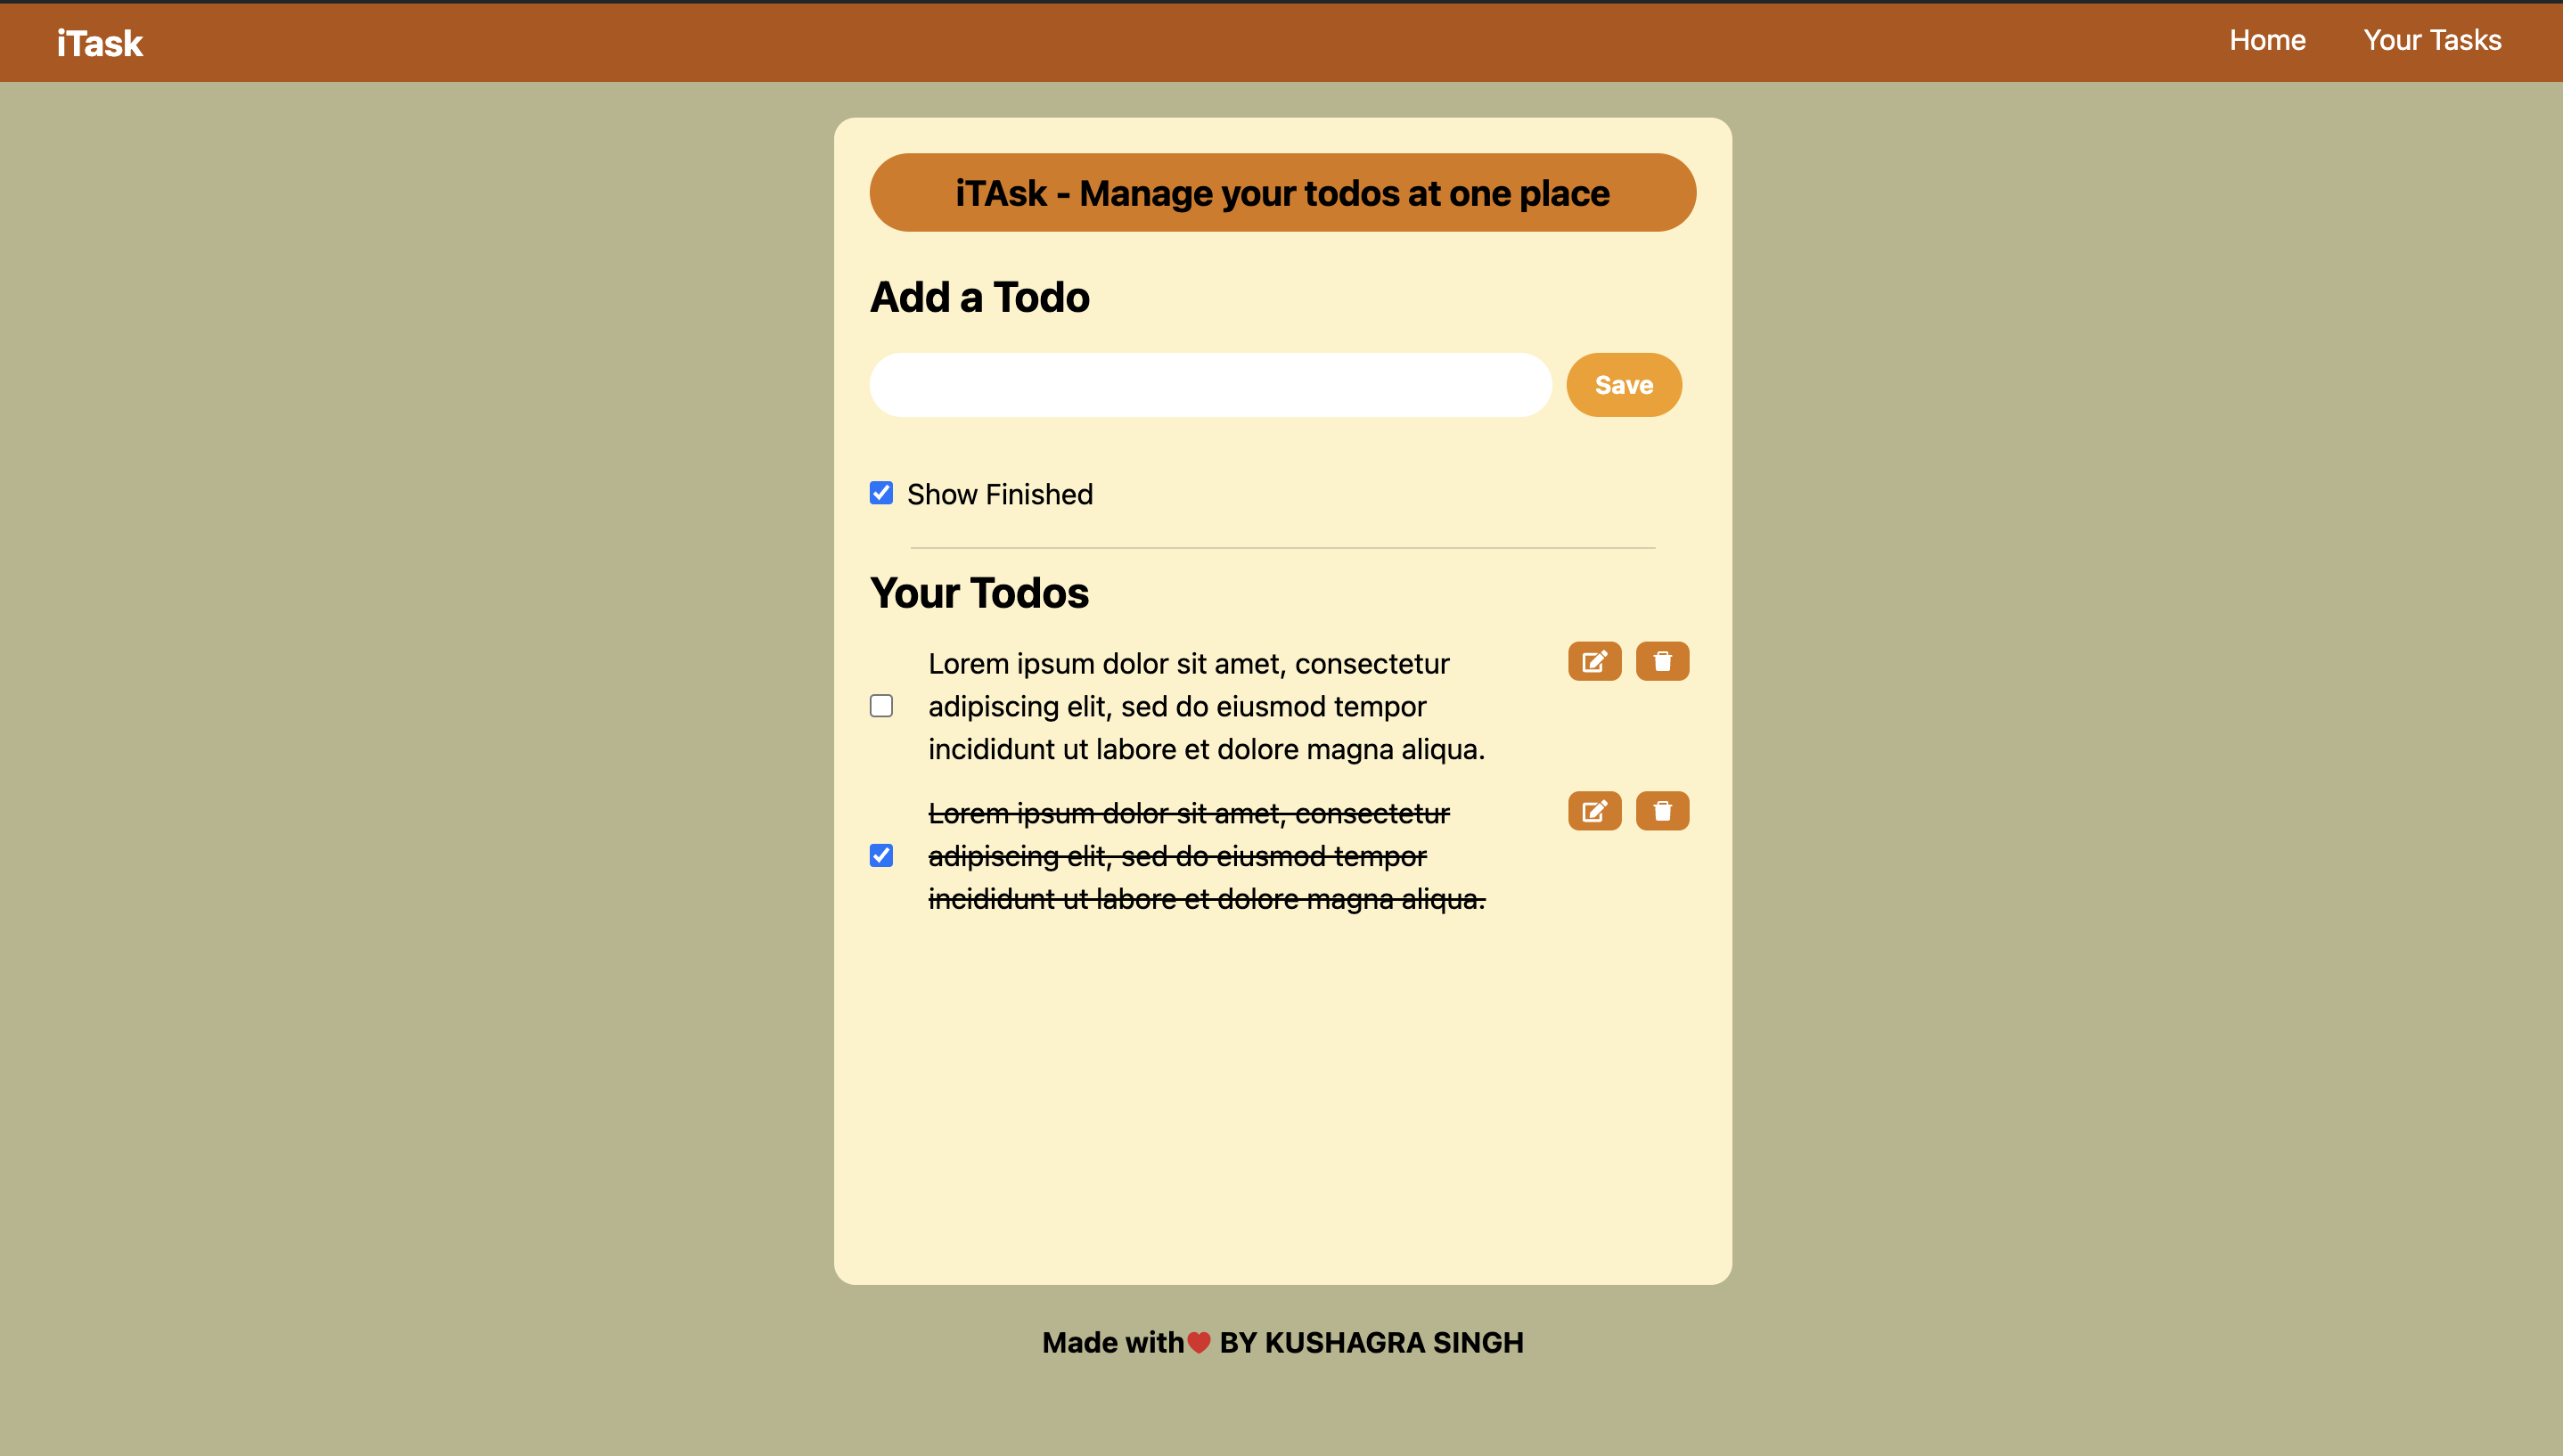 iTask
Home
Your Tasks
iTAsk - Manage your todos at one place
Add a Todo
Save
Show Finished
Your Todos
Lorem ipsum dolor sit amet, consectetur
adipiscing elit, sed do eiusmod tempor
incididunt ut labore et dolore magna aliqua.
Lorem ipsum dolor sit amet, consectetur
adipiscing elit, sed do eiusmod tempor
incididunt ut labore et dolore magna aliqua.
Made with❤️ BY KUSHAGRA SINGH